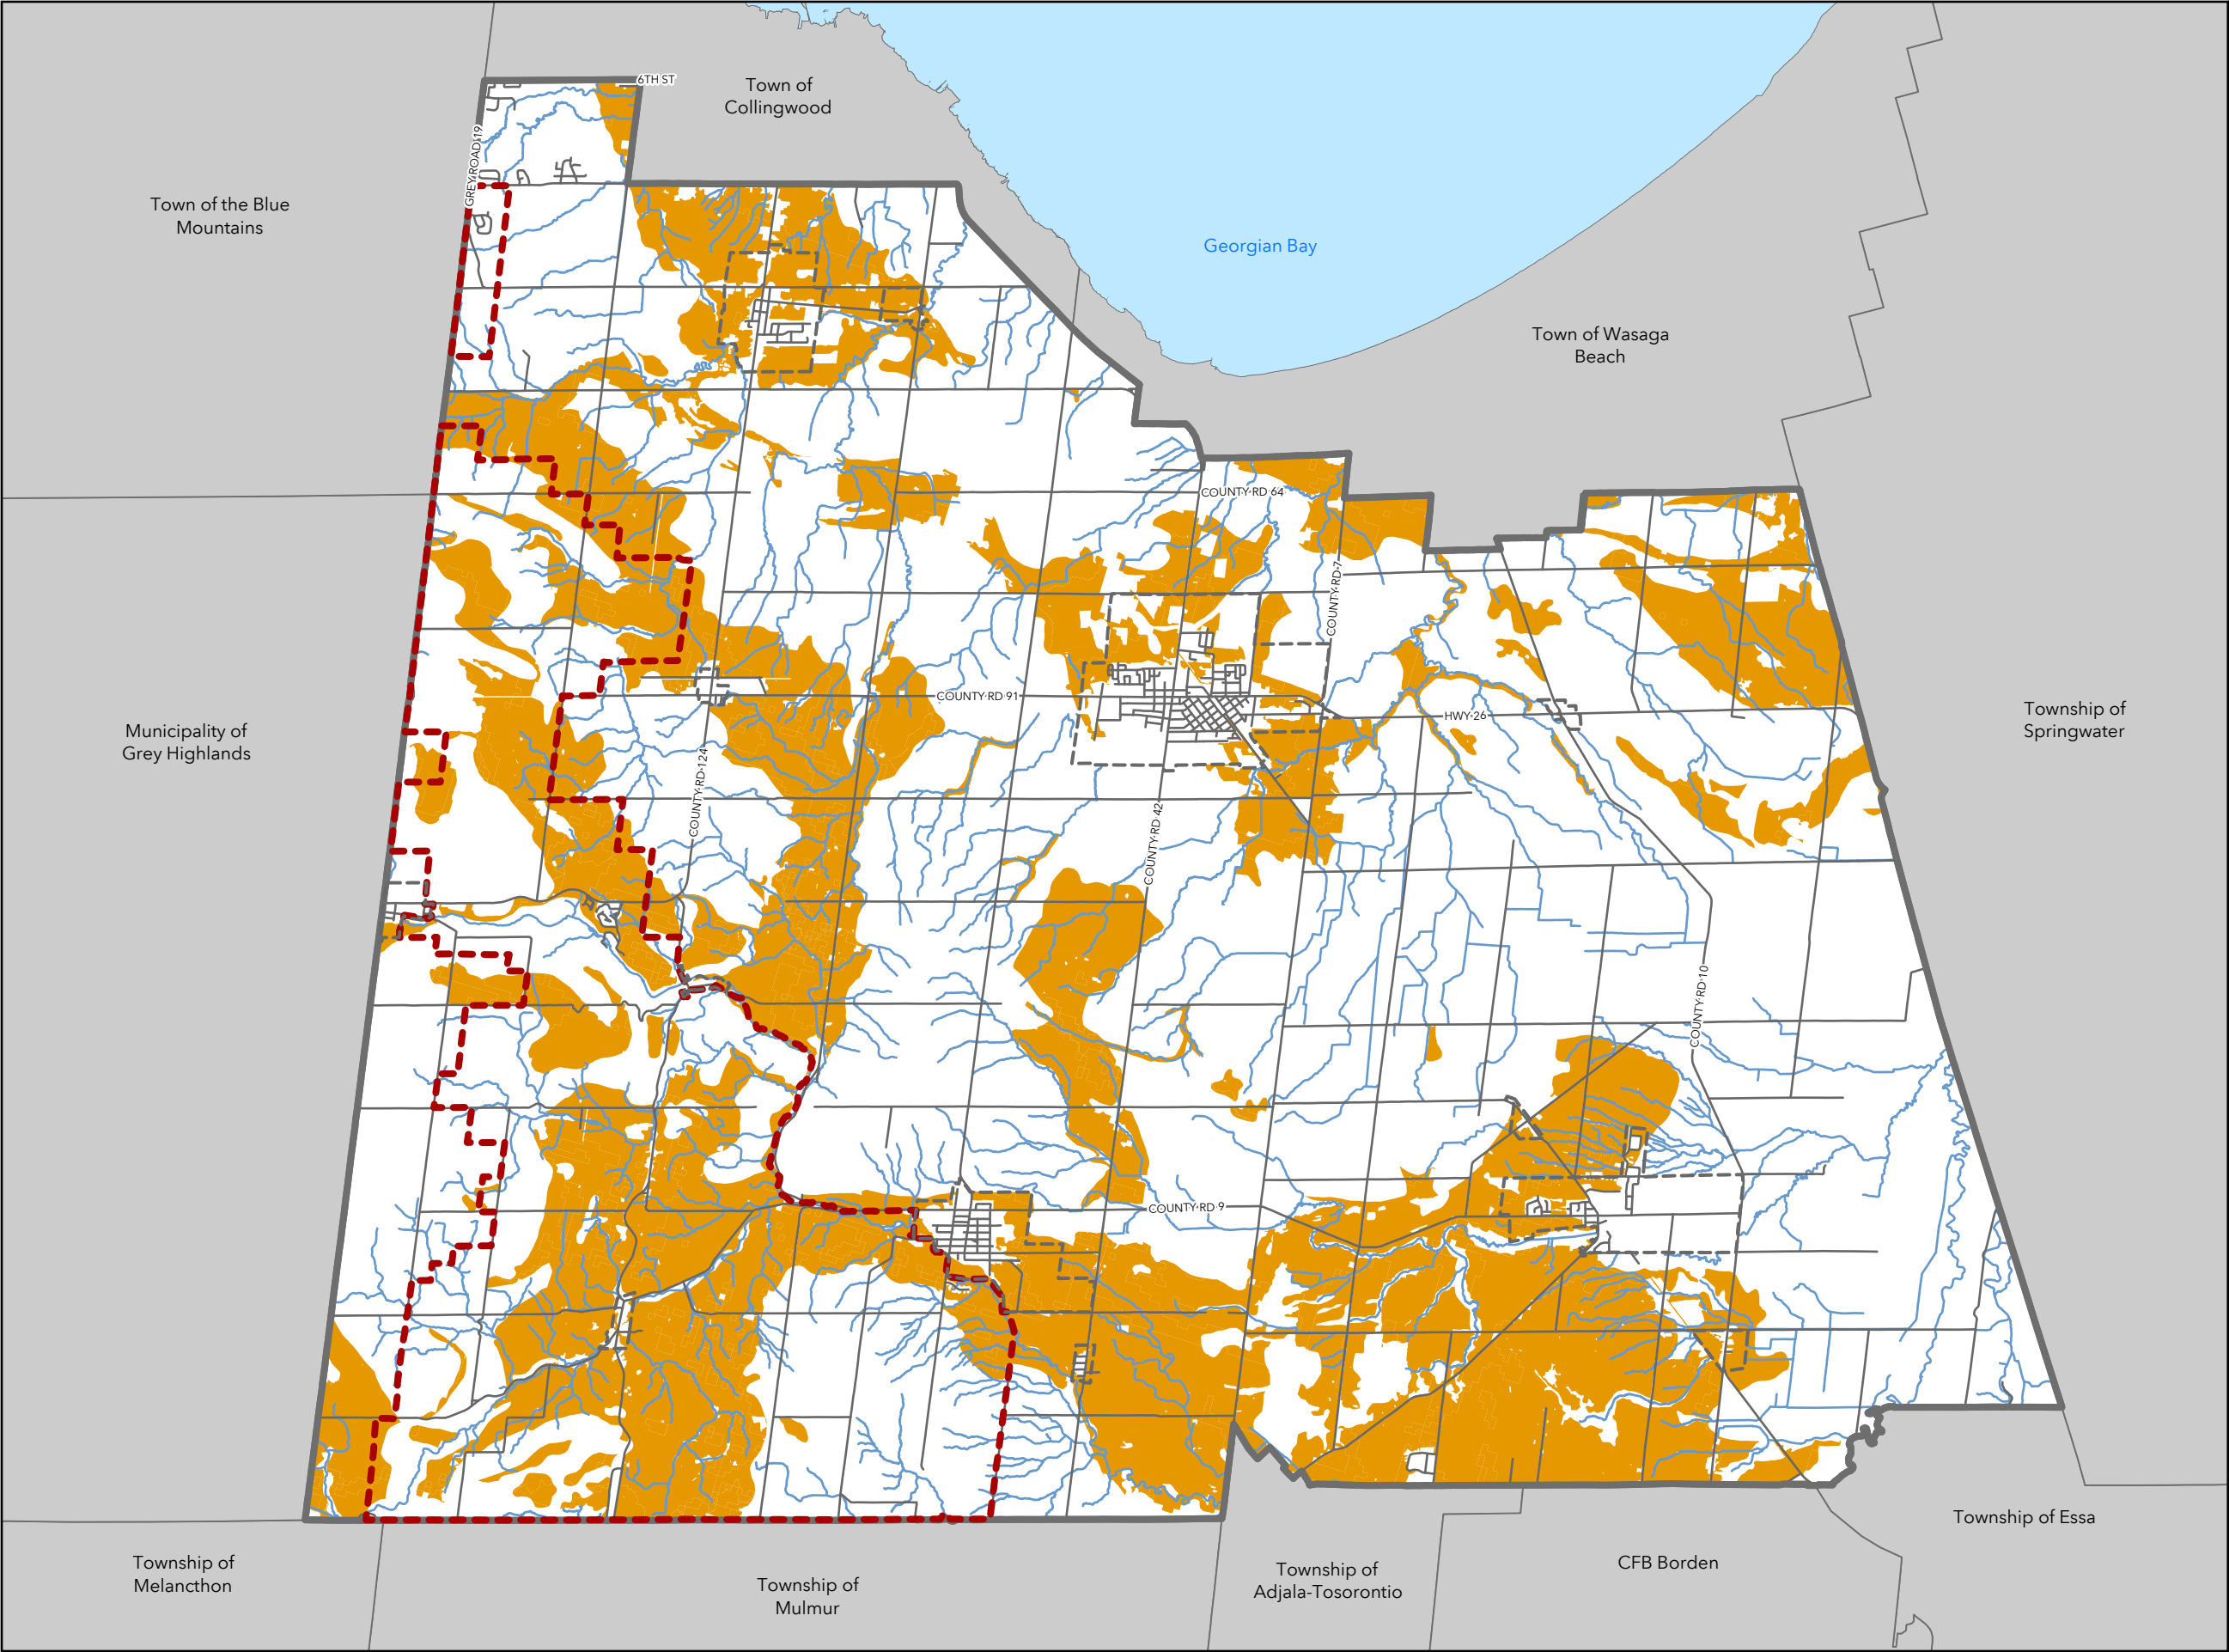 6TH ST
Town of
Collingwood
GREY ROAD 19
Town of the Blue
Mountains
Georgian Bay
Town of Wasaga
Beach
COUNTY RD 64
COUNTY RD 7
COUNTY RD 91
HWY 26
Township of
Springwater
Municipality of
Grey Highlands
COUNTY RD 124
COUNTY RD 42
COUNTY RD 10
COUNTY RD 9
Township of Essa
Township of
Melancthon
Township of
Mulmur
Township of
Adjala-Tosorontio
CFB Borden